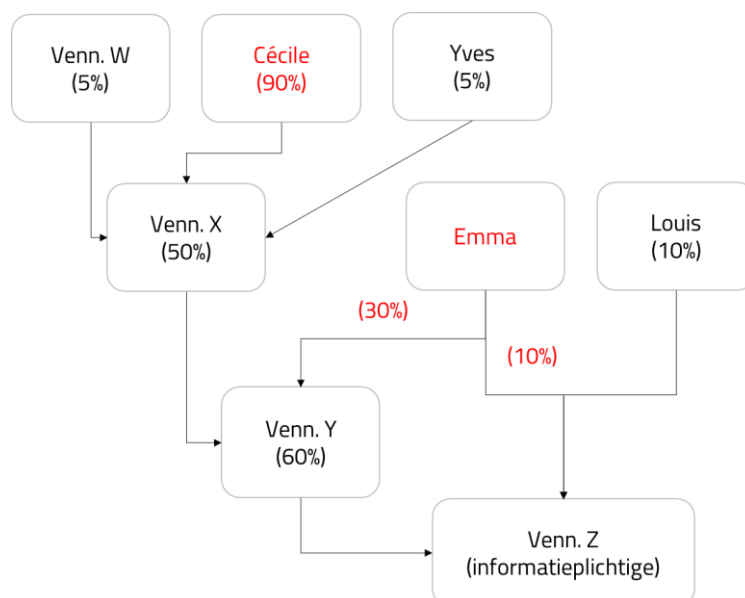 Venn. W
(5%)
Cécile
(90%)
Yves
(5%)
Venn. X
(50%)
Emma
Louis
(10%)
(30%)
(10%)
Venn. Y
(60%)
Venn. Z
(informatieplichtige)